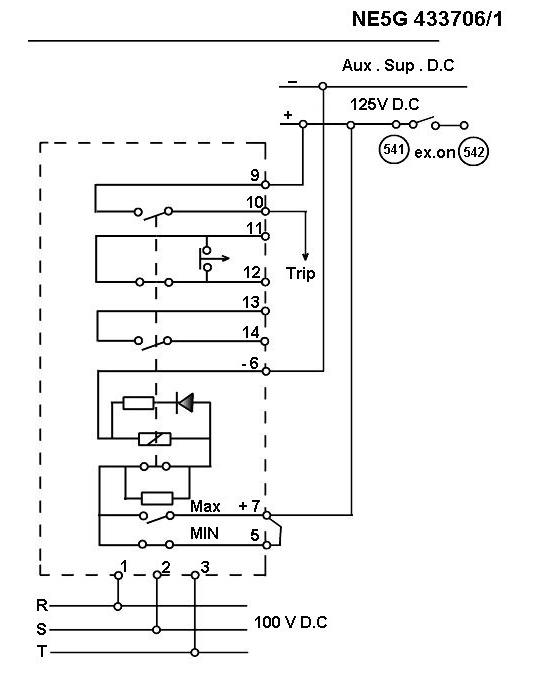 NE5G 433706/1
Aux . Sup . D.C
–
125V D.C
+
541 ex.on 542
9
10
11
Trip
12
13
14
- 6
Max + 7
MIN 5
1 2 3
R
S 100 V D.C
T